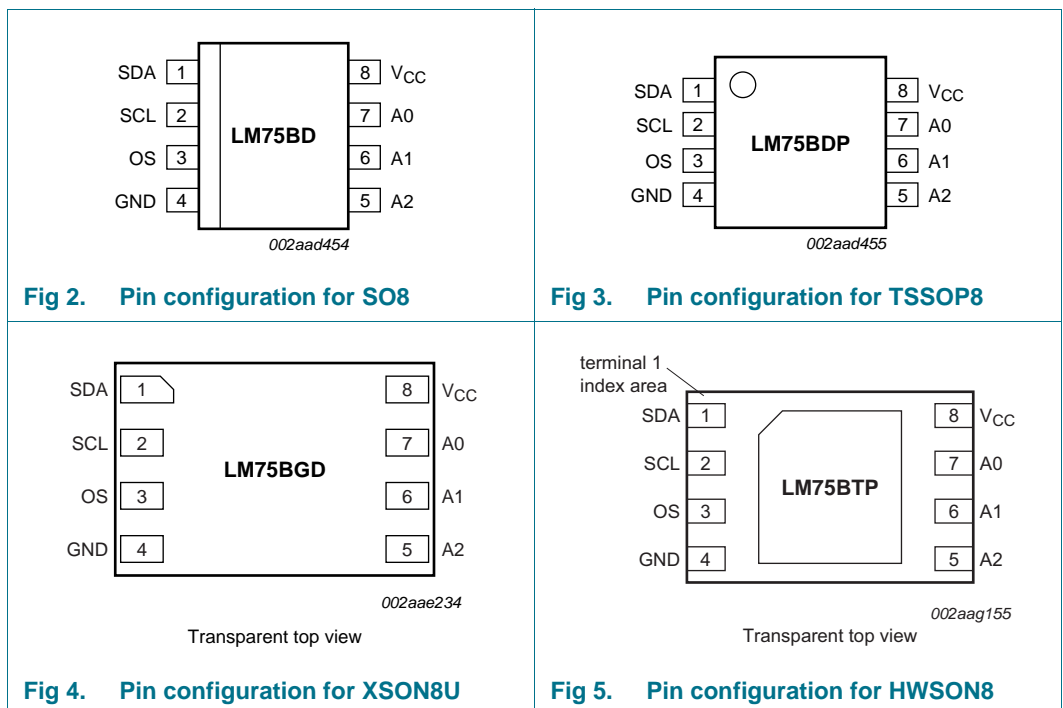 SDA 1 8 VCC
SCL 2 7 A0
LM75BD
OS 3 6 A1
GND 4 5 A2
002aad454
Fig 2. Pin configuration for SO8
SDA 1 8 VCC
SCL 2 7 A0
LM75BDP
OS 3 6 A1
GND 4 5 A2
002aad455
Fig 3. Pin configuration for TSSOP8
SDA 1 8 VCC
SCL 2 7 A0
LM75BGD
OS 3 6 A1
GND 4 5 A2
002aae234
Transparent top view
Fig 4. Pin configuration for XSON8U
terminal 1
index area
SDA 1 8 VCC
SCL 2 7 A0
LM75BTP
OS 3 6 A1
GND 4 5 A2
002aag155
Transparent top view
Fig 5. Pin configuration for HWSON8